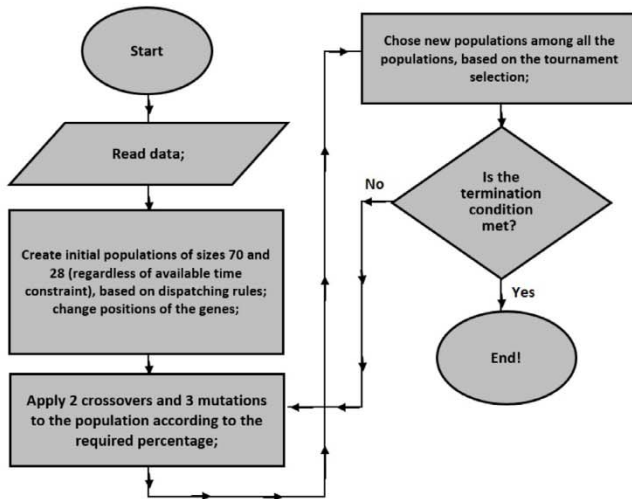 Start
Read data;
Create initial populations of sizes 70 and
28 (regardless of available time
constraint), based on dispatching rules;
change positions of the genes;
Apply 2 crossovers and 3 mutations
to the population according to the
required percentage;
Chose new populations among all the
populations, based on the tournament
selection;
Is the
termination
condition
met?
No
Yes
End!